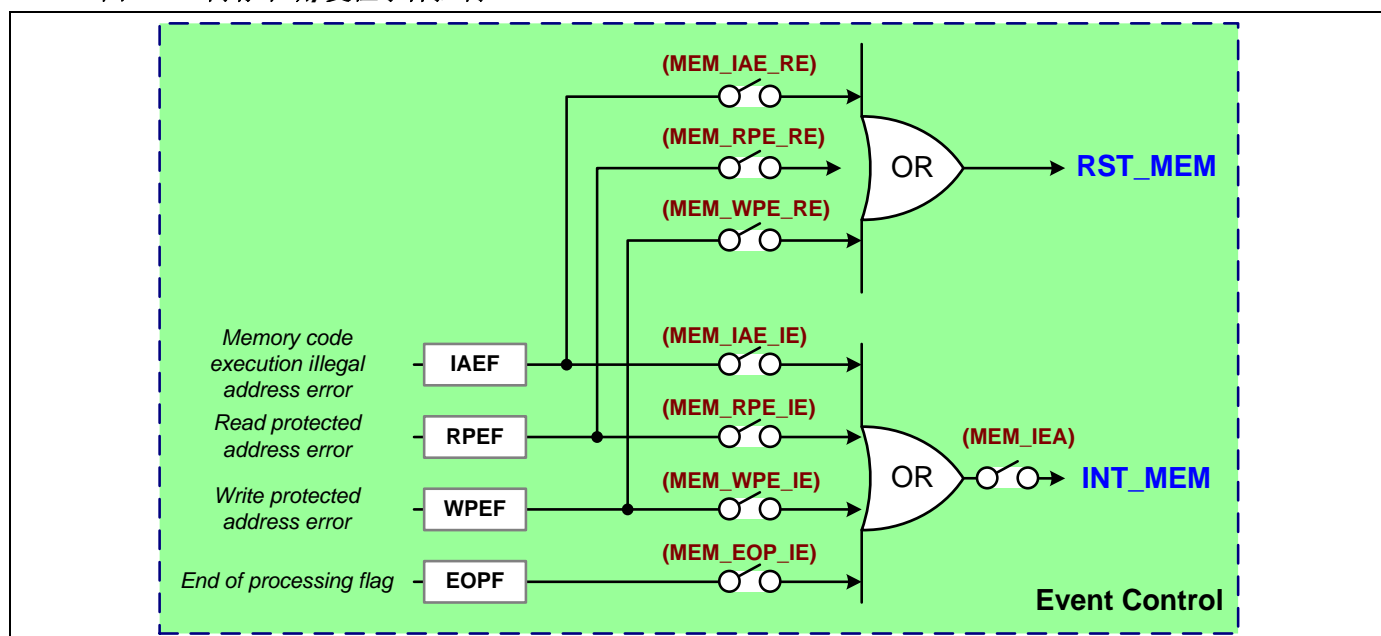 (MEM_IAE_RE)
(MEM_RPE_RE)
OR
RST_MEM
(MEM_WPE_RE)
Memory code
execution illegal
address error
IAEF
(MEM_IAE_IE)
Read protected
address error
RPEF
(MEM_RPE_IE)
(MEM_IEA)
OR
INT_MEM
Write protected
address error
WPEF
(MEM_WPE_IE)
End of processing flag
EOPF
(MEM_EOP_IE)
Event Control